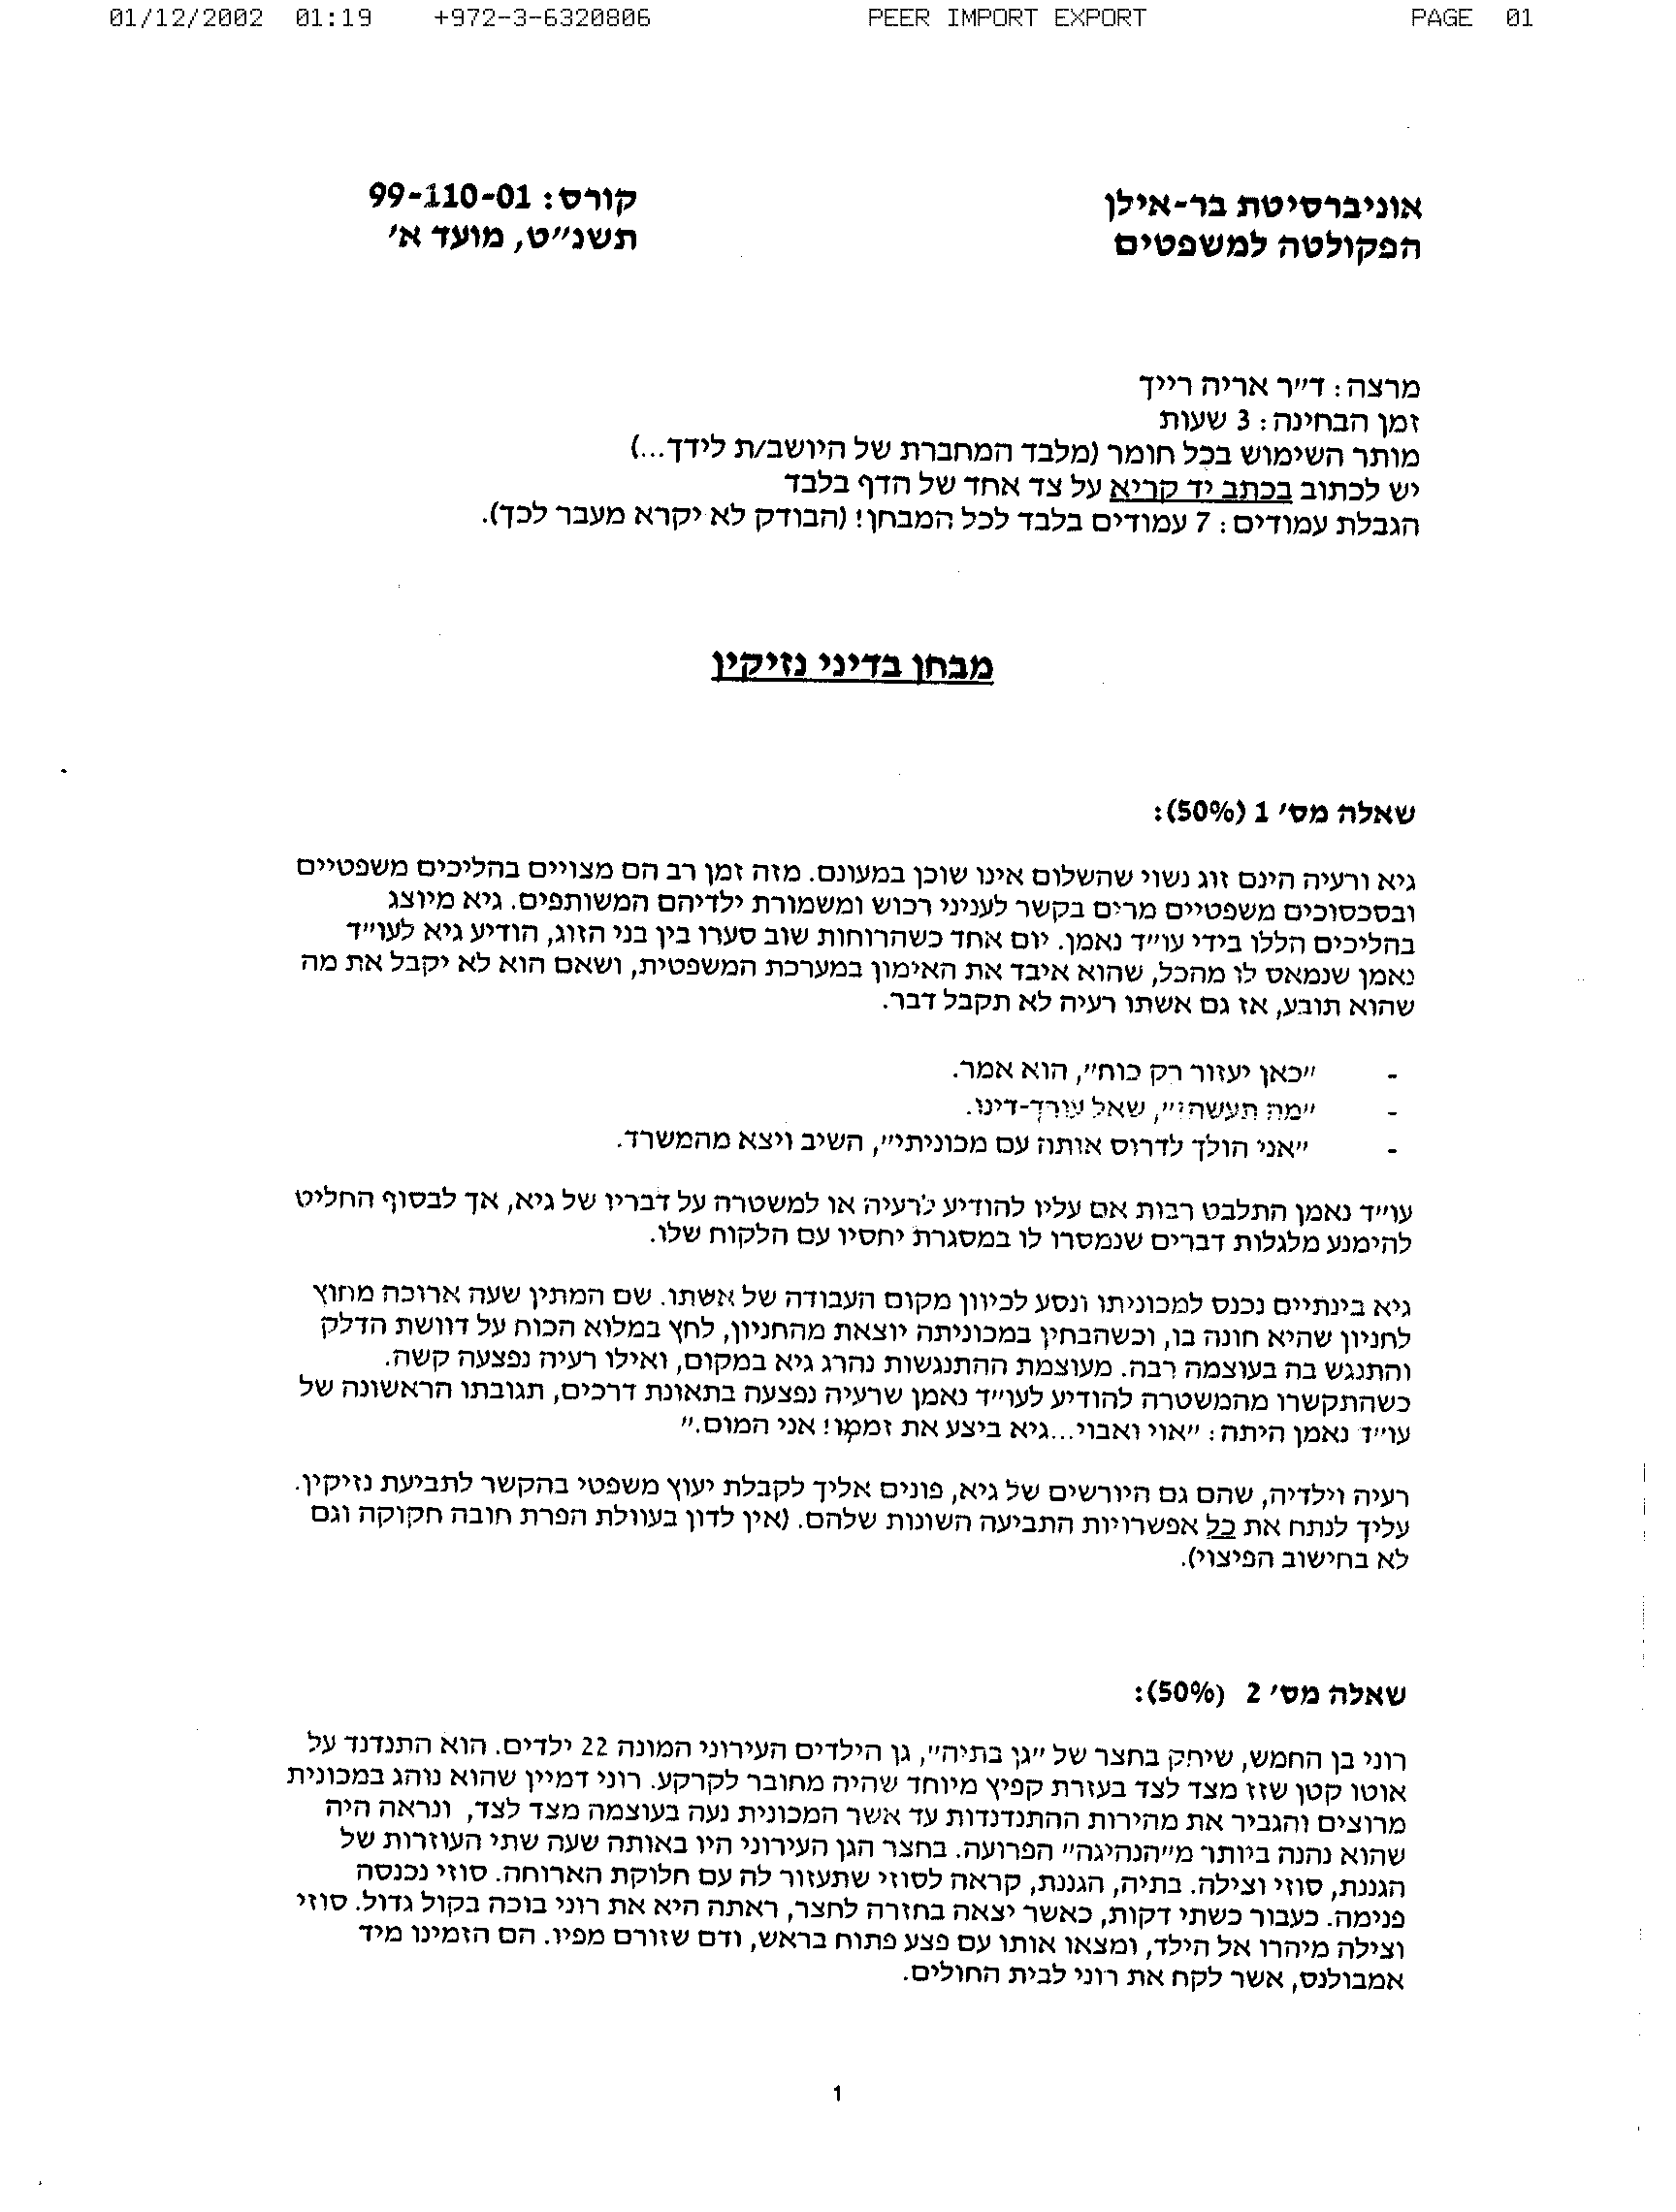 01/12/2002 01:19 +972-3-6320806 PEER IMPORT EXPORT PAGE 01
אוניברסיטת בר-אילן
הפקולטה למשפטים
קורס: 99-110-01
תשנ״ט, מועד א׳
מרצה: ד״ר אריה רייך
זמן הבחינה: 3 שעות
מותר השימוש בכל חומר (מלבד המחברת של היושב/ת לידך...)
יש לכתוב בכתב יד קריא על צד אחד של הדף בלבד
הגבלת עמודים: 7 עמודים בלבד לכל המבחן! (הבודק לא יקרא מעבר לכך).
מבחן בדיני נזיקין
שאלה מס׳ 1 (50%):
גיא ורעיה הינם זוג נשוי שהשלום אינו שוכן במעונם. מזה זמן רב הם מצויים בהליכים משפטיים
ובסכסוכים משפטיים מרים בקשר לעניני רכוש ומשמורת ילדיהם המשותפים. גיא מיוצג
בהליכים הללו בידי עו״ד נאמן. יום אחד כשהרוחות שוב סערו בין בני הזוג, הודיע גיא לעו״ד
נאמן שנמאס לו מהכל, שהוא איבד את האימון במערכת המשפטית, ושאם הוא לא יקבל את מה
שהוא תובע, אז גם אשתו רעיה לא תקבל דבר.
- ״כאן יעזור רק כוח״, הוא אמר.
- ״מה תעשה?״, שאל עורך-דינו.
- ״אני הולך לדרוס אותה עם מכוניתי״, השיב ויצא מהמשרד.
עו״ד נאמן התלבט רבות אם עליו להודיע לרעיה או למשטרה על דבריו של גיא, אך לבסוף החליט
להימנע מלגלות דברים שנמסרו לו במסגרת יחסיו עם הלקוח שלו.
גיא בינתיים נכנס למכוניתו ונסע לכיוון מקום העבודה של אשתו. שם המתין שעה ארוכה מחוץ
לחניון שהיא חונה בו, וכשהבחין במכוניתה יוצאת מהחניון, לחץ במלוא הכוח על דוושת הדלק
והתנגש בה בעוצמה רבה. מעוצמת ההתנגשות נהרג גיא במקום, ואילו רעיה נפצעה קשה.
כשהתקשרו מהמשטרה להודיע לעו״ד נאמן שרעיה נפצעה בתאונת דרכים, תגובתו הראשונה של
עו״ד נאמן היתה: ״אוי ואבוי...גיא ביצע את זממו! אני המום.״
רעיה וילדיה, שהם גם היורשים של גיא, פונים אליך לקבלת יעוץ משפטי בהקשר לתביעת נזיקין.
עליך לנתח את כל אפשרויות התביעה השונות שלהם. (אין לדון בעוולת הפרת חובה חקוקה וגם
לא בחישוב הפיצוי).
שאלה מס׳ 2 (50%):
רוני בן החמש, שיחק בחצר של ״גן בתיה״, גן הילדים העירוני המונה 22 ילדים. הוא התנדנד על
אוטו קטן שזז מצד לצד בעזרת קפיץ מיוחד שהיה מחובר לקרקע. רוני דמיין שהוא נוהג במכונית
מרוצים והגביר את מהירות ההתנדנדות עד אשר המכונית נעה בעוצמה מצד לצד, ונראה היה
שהוא נהנה ביותר מ״הנהיגה״ הפרועה. בחצר הגן העירוני היו באותה שעה שתי העוזרות של
הגננת, סוזי וצילה. בתיה, הגננת, קראה לסוזי שתעזור לה עם חלוקת הארוחה. סוזי נכנסה
פנימה. כעבור כשתי דקות, כאשר יצאה בחזרה לחצר, ראתה היא את רוני בוכה בקול גדול. סוזי
וצילה מיהרו אל הילד, ומצאו אותו עם פצע פתוח בראש, ודם שזורם מפיו. הם הזמינו מיד
אמבולנס, אשר לקח את רוני לבית החולים.
1